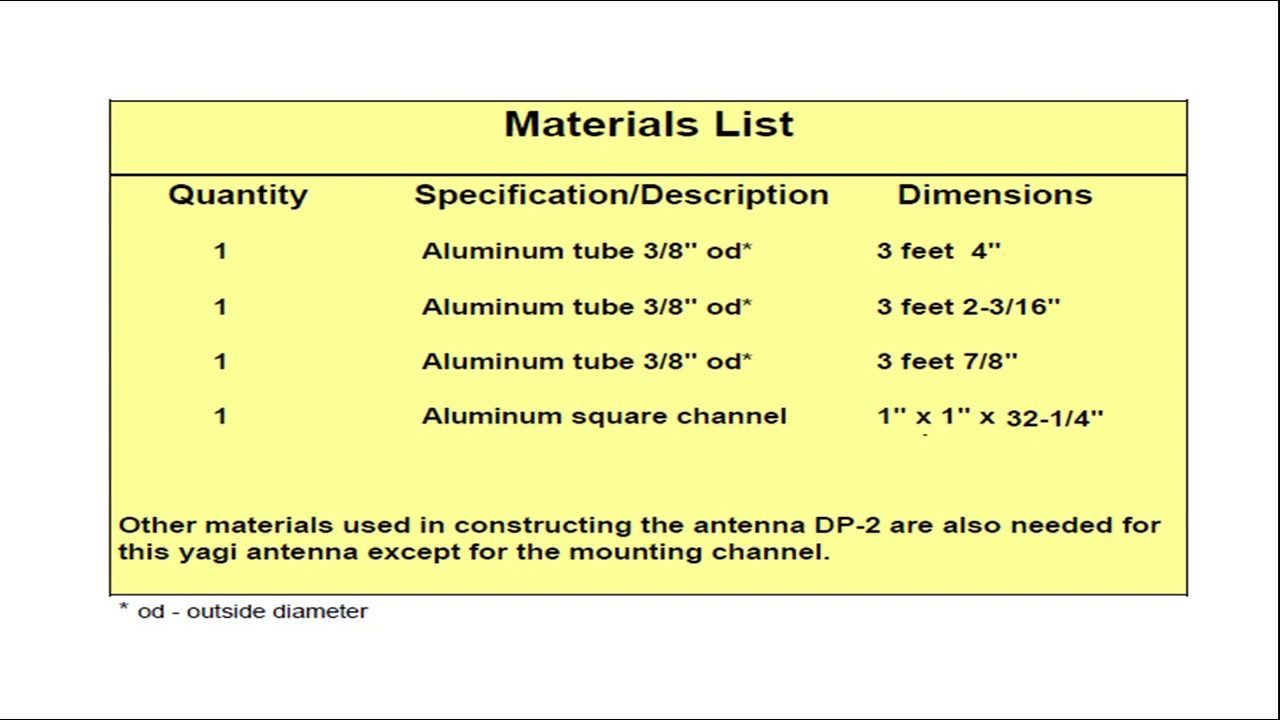 Materials List
Quantity Specification/Description Dimensions
1 Aluminum tube 3/8" od* 3 feet 4"
1 Aluminum tube 3/8" od* 3 feet 2-3/16"
1 Aluminum tube 3/8" od* 3 feet 7/8"
1 Aluminum square channel 1" x 1" x 32-1/4"
Other materials used in constructing the antenna DP-2 are also needed for
this yagi antenna except for the mounting channel.
* od - outside diameter